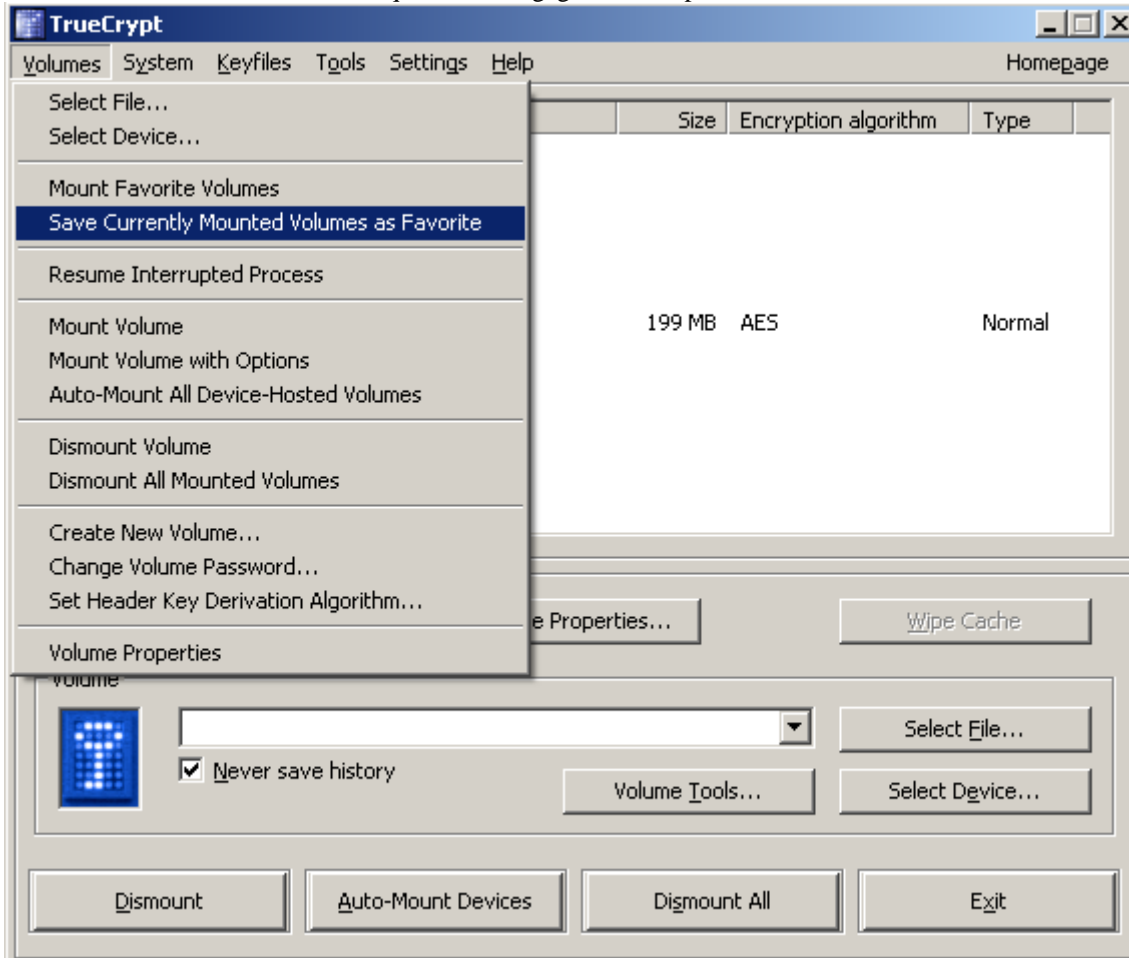 TrueCrypt
Volumes System Keyfiles Tools Settings Help Homepage
Select File...
Select Device...
Mount Favorite Volumes
Save Currently Mounted Volumes as Favorite
Resume Interrupted Process
Mount Volume
Mount Volume with Options
Auto-Mount All Device-Hosted Volumes
Dismount Volume
Dismount All Mounted Volumes
Create New Volume...
Change Volume Password...
Set Header Key Derivation Algorithm...
Volume Properties
Size Encryption algorithm Type
199 MB AES Normal
e Properties... Wipe Cache
Volume
Select File...
Never save history
Volume Tools... Select Device...
Dismount Auto-Mount Devices Dismount All Exit